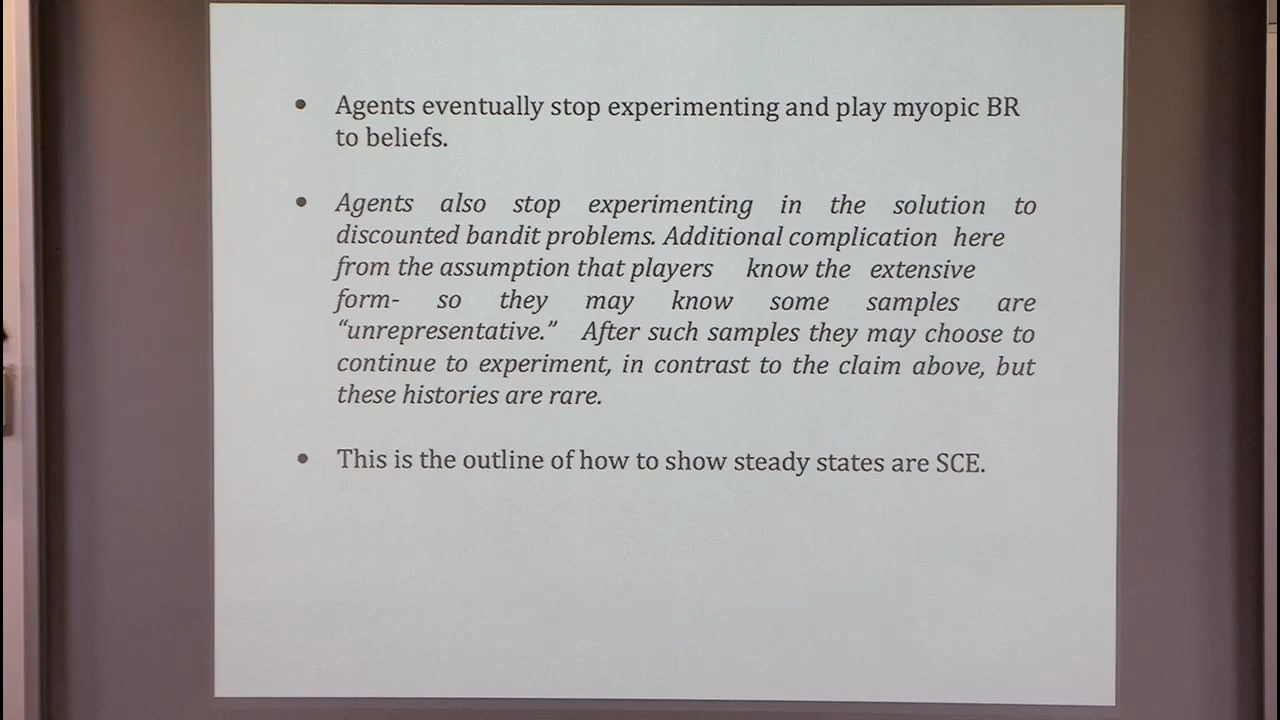 • Agents eventually stop experimenting and play myopic BR
to beliefs.
• Agents also stop experimenting in the solution to
discounted bandit problems. Additional complication here
from the assumption that players know the extensive
form- so they may know some samples are
“unrepresentative.” After such samples they may choose to
continue to experiment, in contrast to the claim above, but
these histories are rare.
• This is the outline of how to show steady states are SCE.